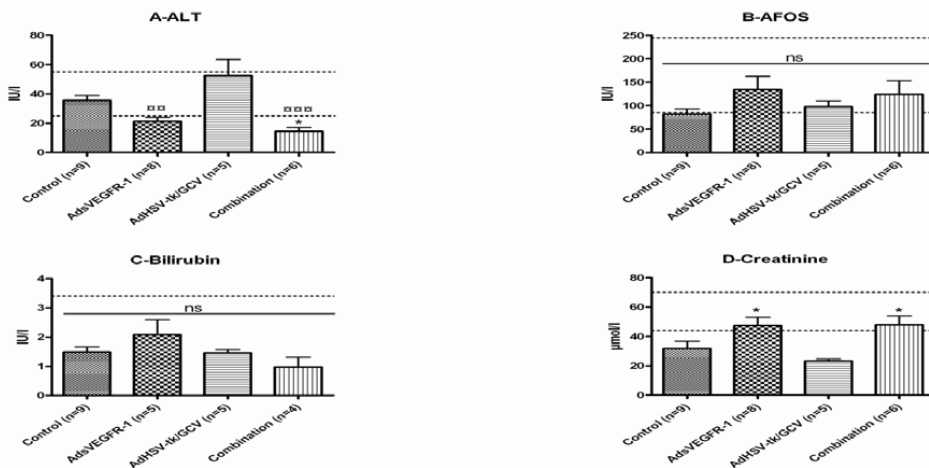 A-ALT
80
60
40
20
0
IU/l
¤¤
¤¤¤
*
Control (n=9)
AdsVEGFR-1 (n=8)
AdHSV-tk/GCV (n=5)
Combination (n=6)
B-AFOS
250
200
150
100
50
0
IU/l
ns
Control (n=9)
AdsVEGFR-1 (n=8)
AdHSV-tk/GCV (n=5)
Combination (n=6)
C-Bilirubin
4
3
2
1
0
IU/l
ns
Control (n=9)
AdsVEGFR-1 (n=5)
AdHSV-tk/GCV (n=5)
Combination (n=4)
D-Creatinine
80
60
40
20
0
µmol/l
*
*
Control (n=9)
AdsVEGFR-1 (n=8)
AdHSV-tk/GCV (n=5)
Combination (n=6)